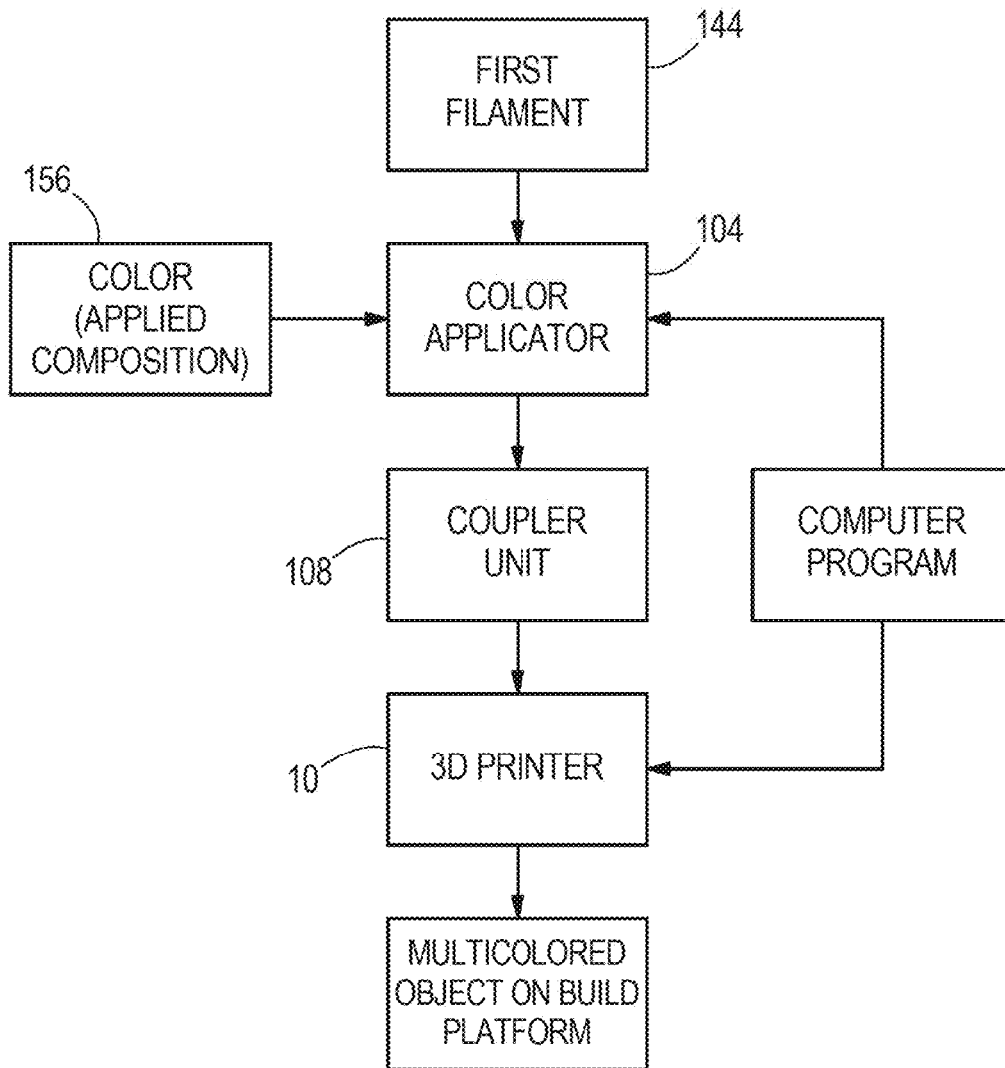 144
FIRST
FILAMENT
156
104
COLOR
(APPLIED
COMPOSITION)
COLOR
APPLICATOR
COUPLER
UNIT
108
COMPUTER
PROGRAM
3D PRINTER
10
MULTICOLORED
OBJECT ON BUILD
PLATFORM